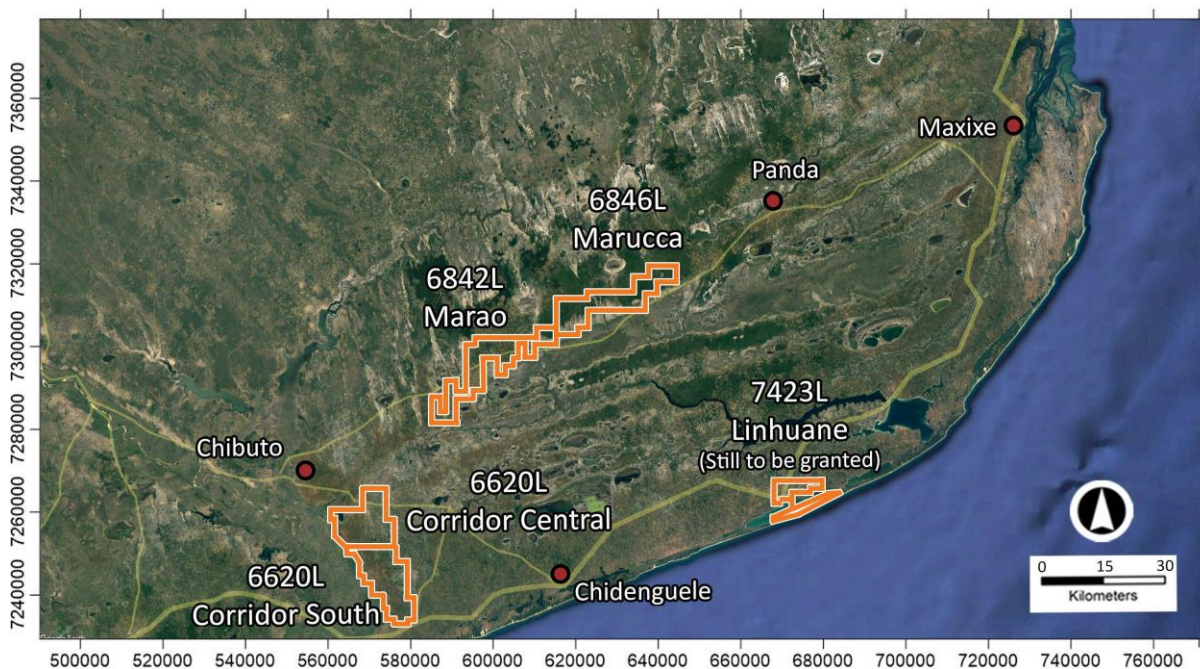 7360000
7340000
7320000
7300000
7280000
7260000
7240000
Maxixe
Panda
6846L
Marucca
6842L
Marao
7423L
Linhuane
(Still to be granted)
Chibuto
6620L
Corridor Central
6620L
Corridor South
Chidenguele
0 15 30
Kilometers
Google Earth
500000 520000 540000 560000 580000 600000 620000 640000 660000 680000 700000 720000 740000